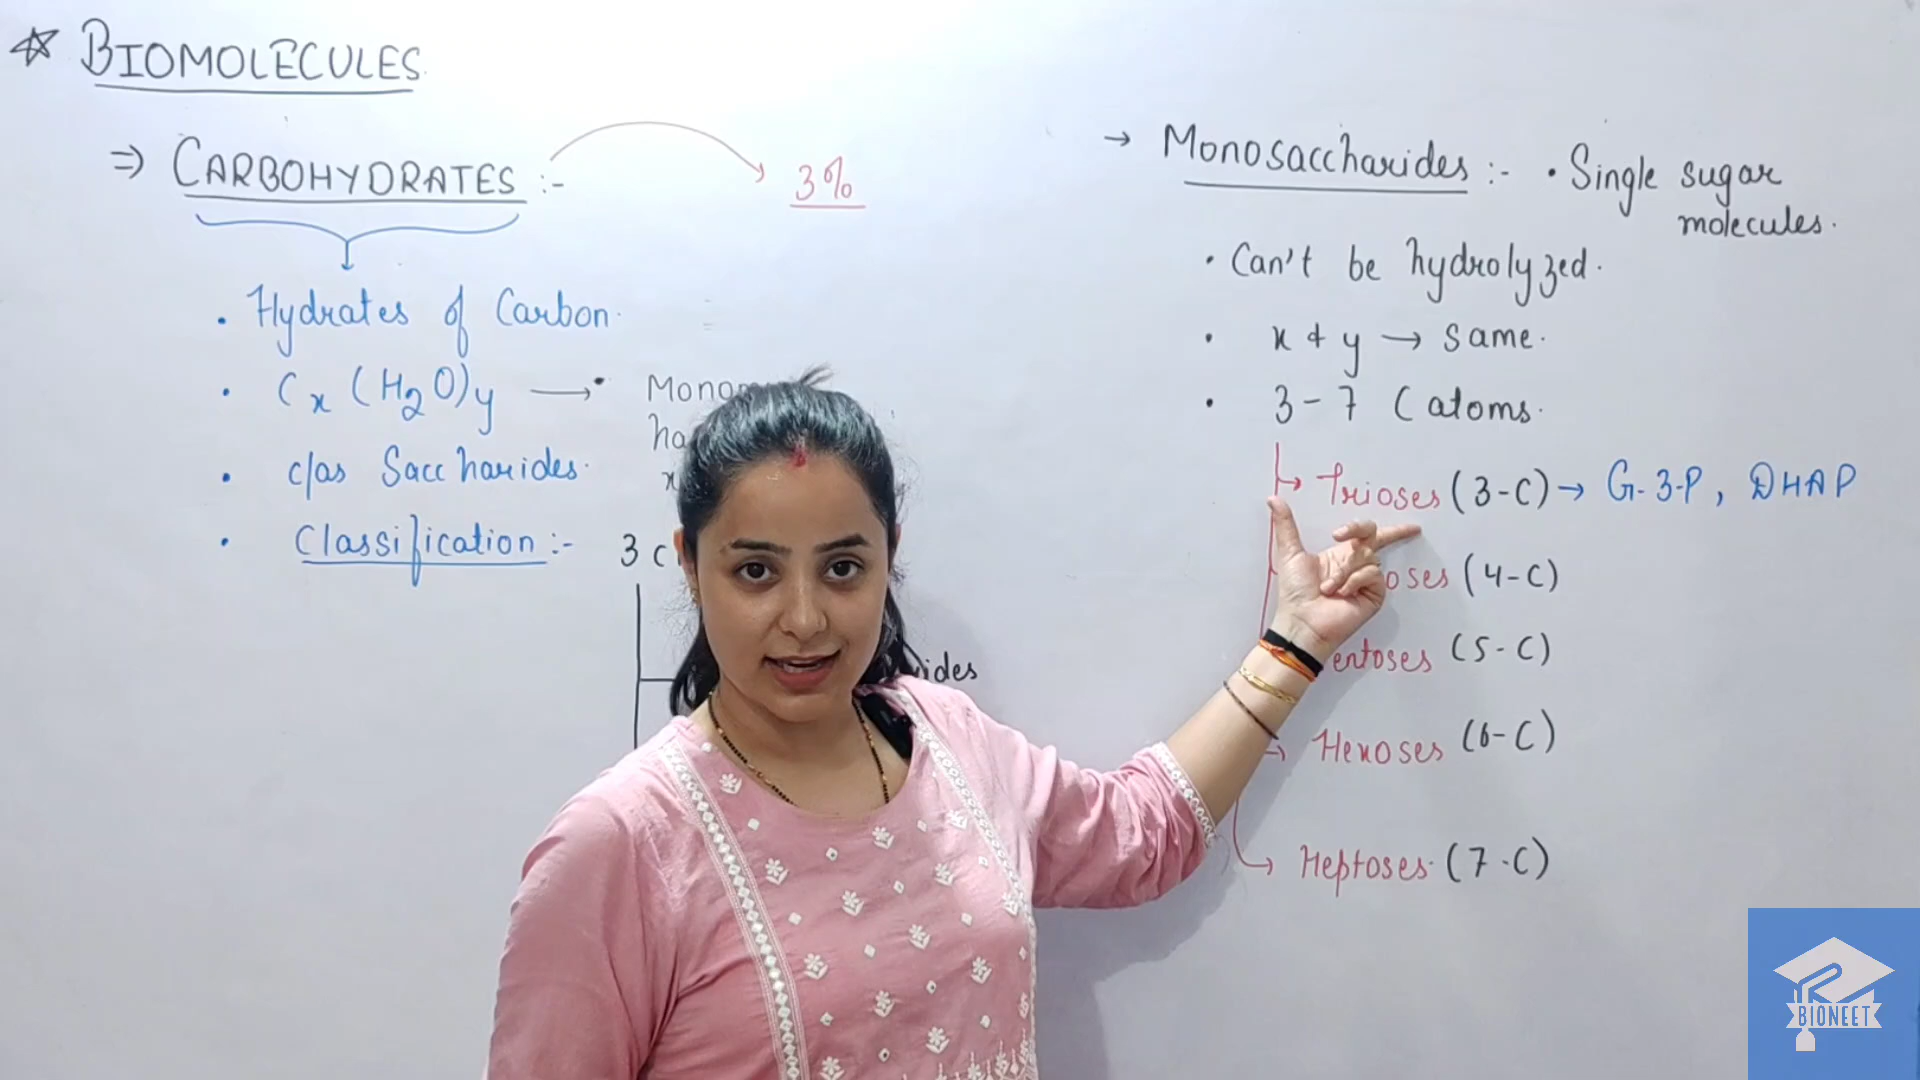 BIOMOLECULES
⇒ CARBOHYDRATES :-
3%
• Hydrates of Carbon.
• Cx (H2O)y →
• c/as Saccharides.
• Classification :- 3
→ Monosaccharides :- • Single sugar
molecules.
• Can't be hydrolyzed.
• x & y → same.
• 3-7 C atoms.
→ Trioses (3-C) → G-3-P, DHAP
(4-C)
(5-C)
→ Hexoses (6-C)
→ Heptoses. (7-C)
BIONEET